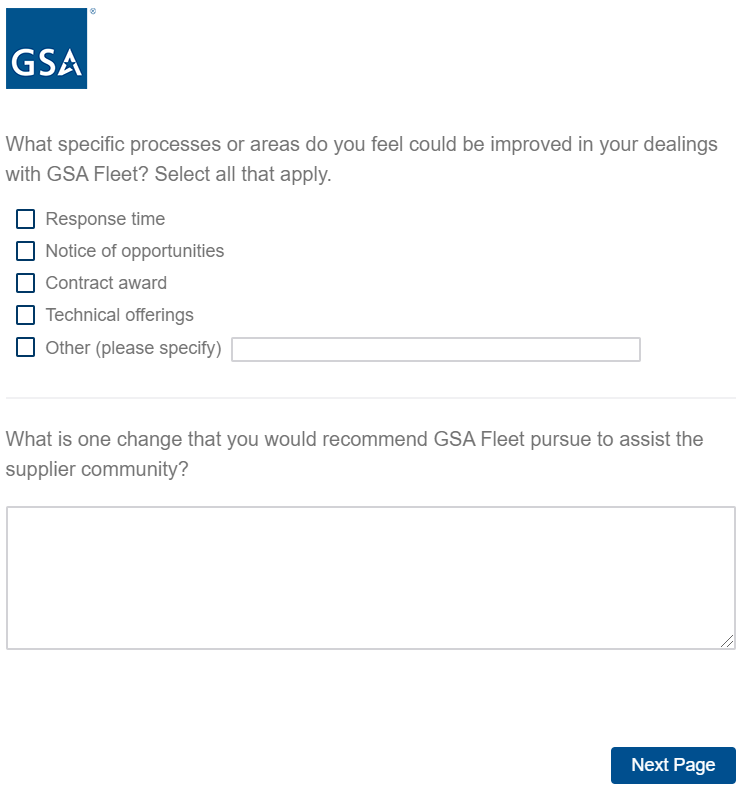 GSA®
What specific processes or areas do you feel could be improved in your dealings
with GSA Fleet? Select all that apply.
Response time
Notice of opportunities
Contract award
Technical offerings
Other (please specify)
What is one change that you would recommend GSA Fleet pursue to assist the
supplier community?
Next Page